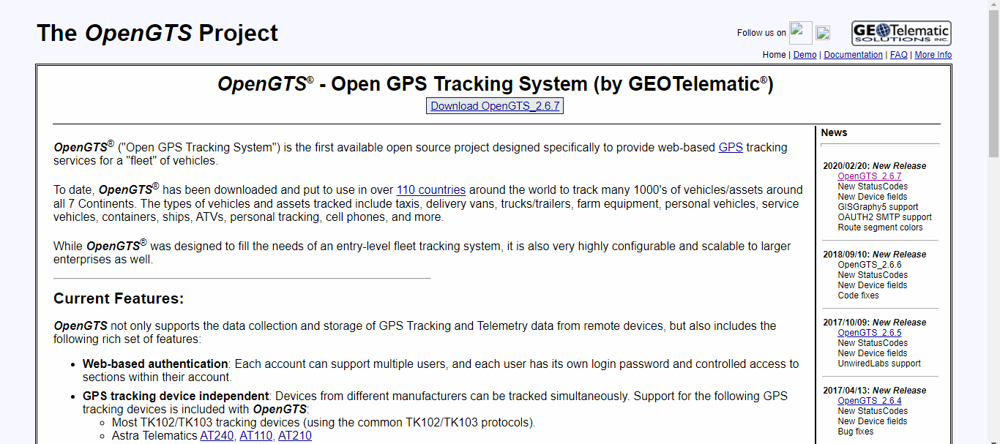 The OpenGTS Project
Follow us on
GEOTelematic
SOLUTIONS INC.
Home | Demo | Documentation | FAQ | More Info
OpenGTS® - Open GPS Tracking System (by GEOTelematic®)
Download OpenGTS_2.6.7
OpenGTS® ("Open GPS Tracking System") is the first available open source project designed specifically to provide web-based GPS tracking
services for a "fleet" of vehicles.
To date, OpenGTS® has been downloaded and put to use in over 110 countries around the world to track many 1000's of vehicles/assets around
all 7 Continents. The types of vehicles and assets tracked include taxis, delivery vans, trucks/trailers, farm equipment, personal vehicles, service
vehicles, containers, ships, ATVs, personal tracking, cell phones, and more.
While OpenGTS® was designed to fill the needs of an entry-level fleet tracking system, it is also very highly configurable and scalable to larger
enterprises as well.
Current Features:
OpenGTS not only supports the data collection and storage of GPS Tracking and Telemetry data from remote devices, but also includes the
following rich set of features:
• Web-based authentication: Each account can support multiple users, and each user has its own login password and controlled access to
sections within their account.
• GPS tracking device independent: Devices from different manufacturers can be tracked simultaneously. Support for the following GPS
tracking devices is included with OpenGTS:
◦ Most TK102/TK103 tracking devices (using the common TK102/TK103 protocols).
◦ Astra Telematics AT240, AT110, AT210
News
2020/02/20: New Release
OpenGTS_2.6.7
New StatusCodes
New Device fields
GISGraphy5 support
OAUTH2 SMTP support
Route segment colors
2018/09/10: New Release
OpenGTS_2.6.6
New StatusCodes
New Device fields
Code fixes
2017/10/09: New Release
OpenGTS_2.6.5
New StatusCodes
New Device fields
UnwiredLabs support
2017/04/13: New Release
OpenGTS_2.6.4
New StatusCodes
New Device fields
Bug fixes